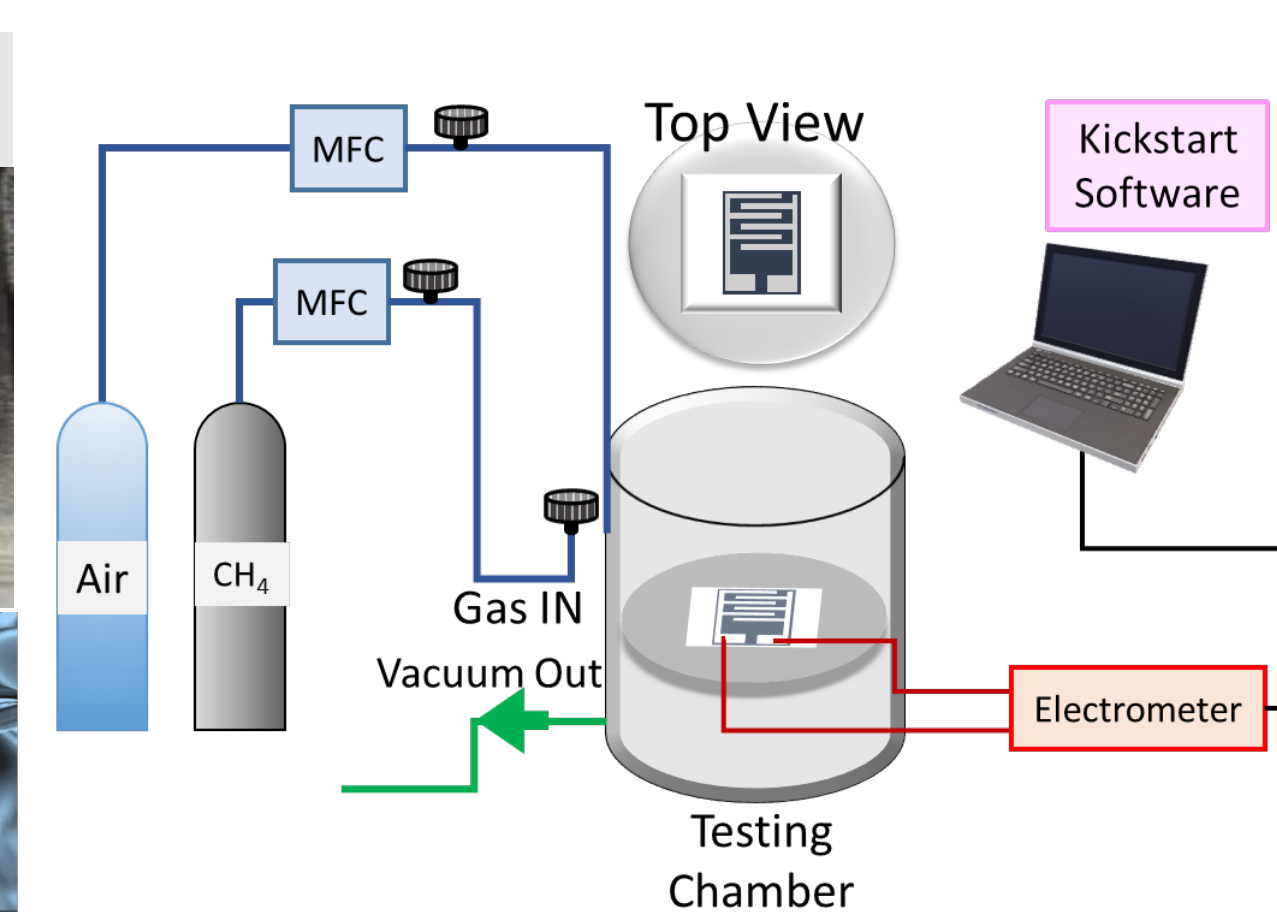 MFC
Top View
Kickstart
Software
MFC
Air
CH₄
Gas IN
Vacuum Out
Electrometer
Testing
Chamber